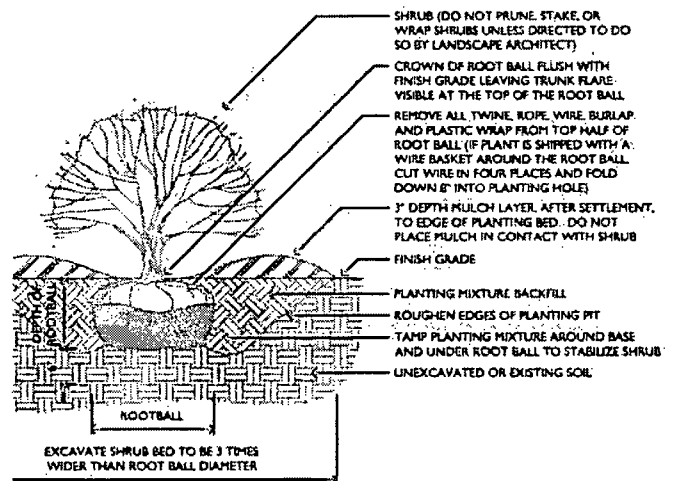 SHRUB (DO NOT PRUNE, STAKE, OR
WRAP SHRUBS UNLESS DIRECTED TO DO
SO BY LANDSCAPE ARCHITECT)
CROWN OF ROOT BALL FLUSH WITH
FINISH GRADE LEAVING TRUNK FLARE
VISIBLE AT THE TOP OF THE ROOT BALL
REMOVE ALL TWINE, ROPE, WIRE, BURLAP,
AND PLASTIC WRAP FROM TOP HALF OF
ROOT BALL (IF PLANT IS SHIPPED WITH A
WIRE BASKET AROUND THE ROOT BALL,
CUT WIRE IN FOUR PLACES AND FOLD
DOWN 8" INTO PLANTING HOLE)
3" DEPTH MULCH LAYER, AFTER SETTLEMENT,
TO EDGE OF PLANTING BED. DO NOT
PLACE MULCH IN CONTACT WITH SHRUB
FINISH GRADE
PLANTING MIXTURE BACKFILL
ROUGHEN EDGES OF PLANTING PIT
TAMP PLANTING MIXTURE AROUND BASE
AND UNDER ROOT BALL TO STABILIZE SHRUB
UNEXCAVATED OR EXISTING SOIL
DEPTH OF
ROOTBALL
ROOTBALL
EXCAVATE SHRUB BED TO BE 3 TIMES
WIDER THAN ROOT BALL DIAMETER